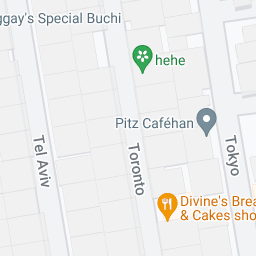 ggay's Special Buchi
hehe
Pitz Caféhan
Tel Aviv
Toronto
Tokyo
Divine's Brea
& Cakes sho